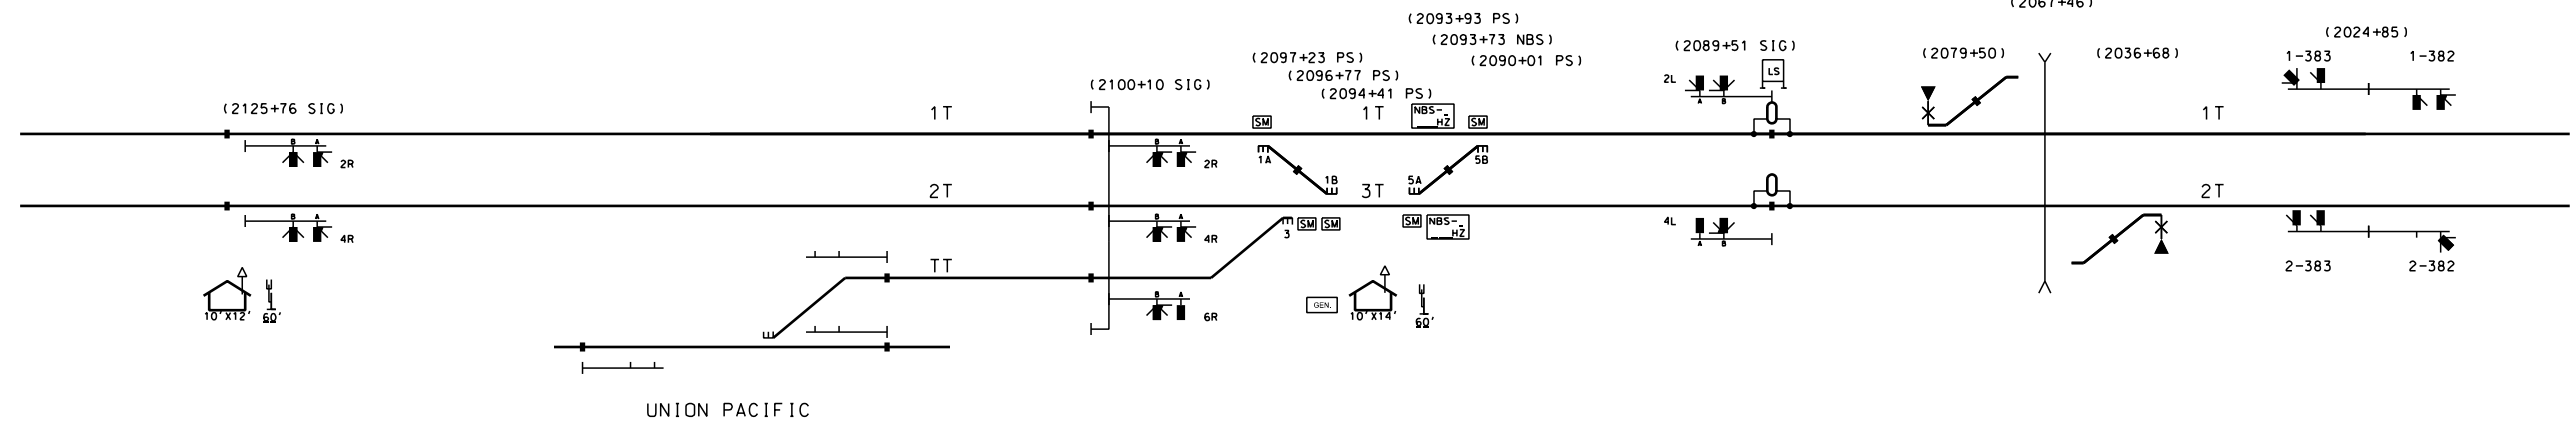 (2067+46)
(2093+93 PS)
(2093+73 NBS)
(2090+01 PS)
(2097+23 PS)
(2096+77 PS)
(2094+41 PS)
(2089+51 SIG)
(2079+50)
(2036+68)
(2024+85)
1-383 1-382
(2125+76 SIG)
(2100+10 SIG)
2L
A B
LS
1T
SM
1T
NBS-
HZ
SM
1T
B A
2R
B A
2R
1A
5B
1B
5A
2T
3T
2T
B A
4R
B A
4R
3
SM SM
SM
NBS-
HZ
4L
A B
2-383 2-382
TT
10'X12'
60'
B A
6R
GEN.
10'X14'
60'
UNION PACIFIC